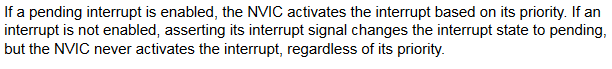 If a pending interrupt is enabled, the NVIC activates the interrupt based on its priority. If an
interrupt is not enabled, asserting its interrupt signal changes the interrupt state to pending,
but the NVIC never activates the interrupt, regardless of its priority.